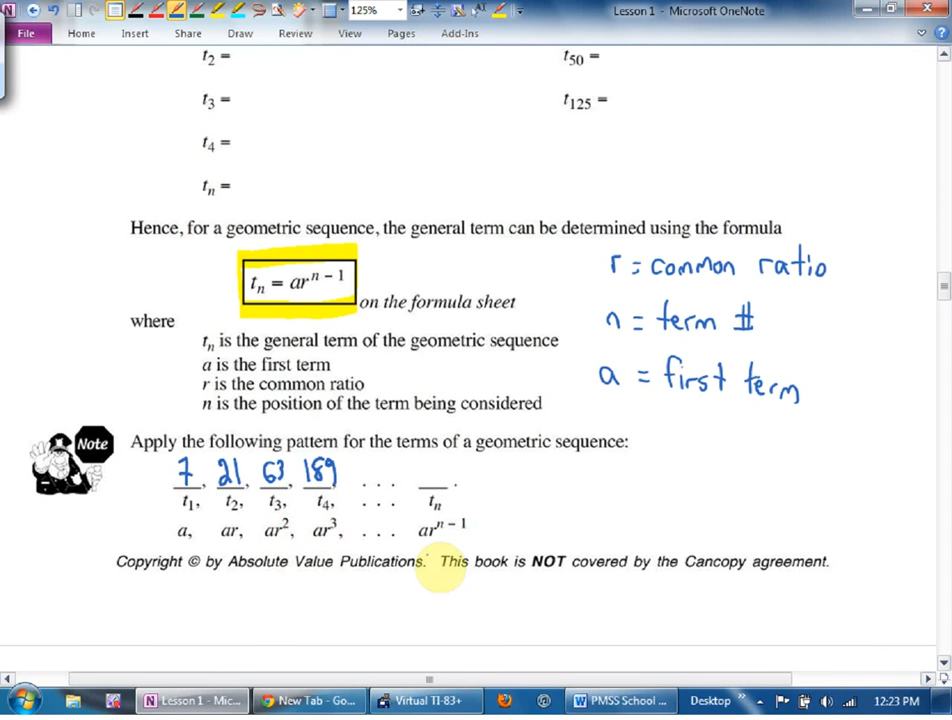 125% Lesson 1 - Microsoft OneNote
File Home Insert Share Draw Review View Pages Add-Ins
t₂ = t₅₀ =
t₃ = t₁₂₅ =
t₄ =
tₙ =
Hence, for a geometric sequence, the general term can be determined using the formula
tₙ = arⁿ⁻¹ on the formula sheet
where
tₙ is the general term of the geometric sequence
a is the first term
r is the common ratio
n is the position of the term being considered
r = common ratio
n = term #
a = first term
Note
Apply the following pattern for the terms of a geometric sequence:
7, 21, 63, 189 . . . __ .
t₁, t₂, t₃, t₄, . . . tₙ
a, ar, ar², ar³, . . . arⁿ⁻¹
Copyright © by Absolute Value Publications. This book is NOT covered by the Cancopy agreement.
Lesson 1 - Mic... New Tab - Go... Virtual TI-83+ PMSS School ... Desktop 12:23 PM